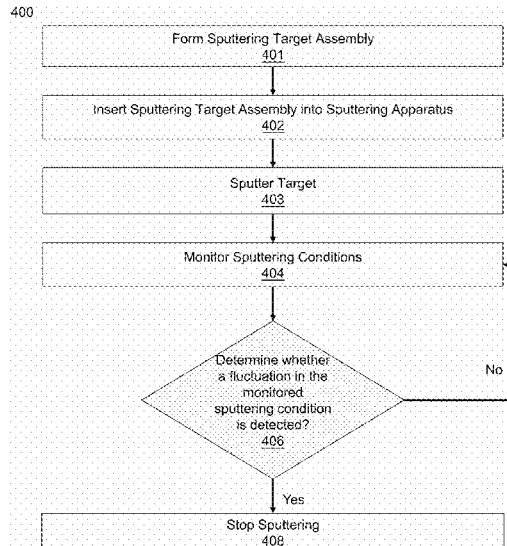 400
Form Sputtering Target Assembly
401
Insert Sputtering Target Assembly into Sputtering Apparatus
402
Sputter Target
403
Monitor Sputtering Conditions
404
Determine whether
a fluctuation in the
monitored
sputtering condition
is detected?
406
No
Yes
Stop Sputtering
408